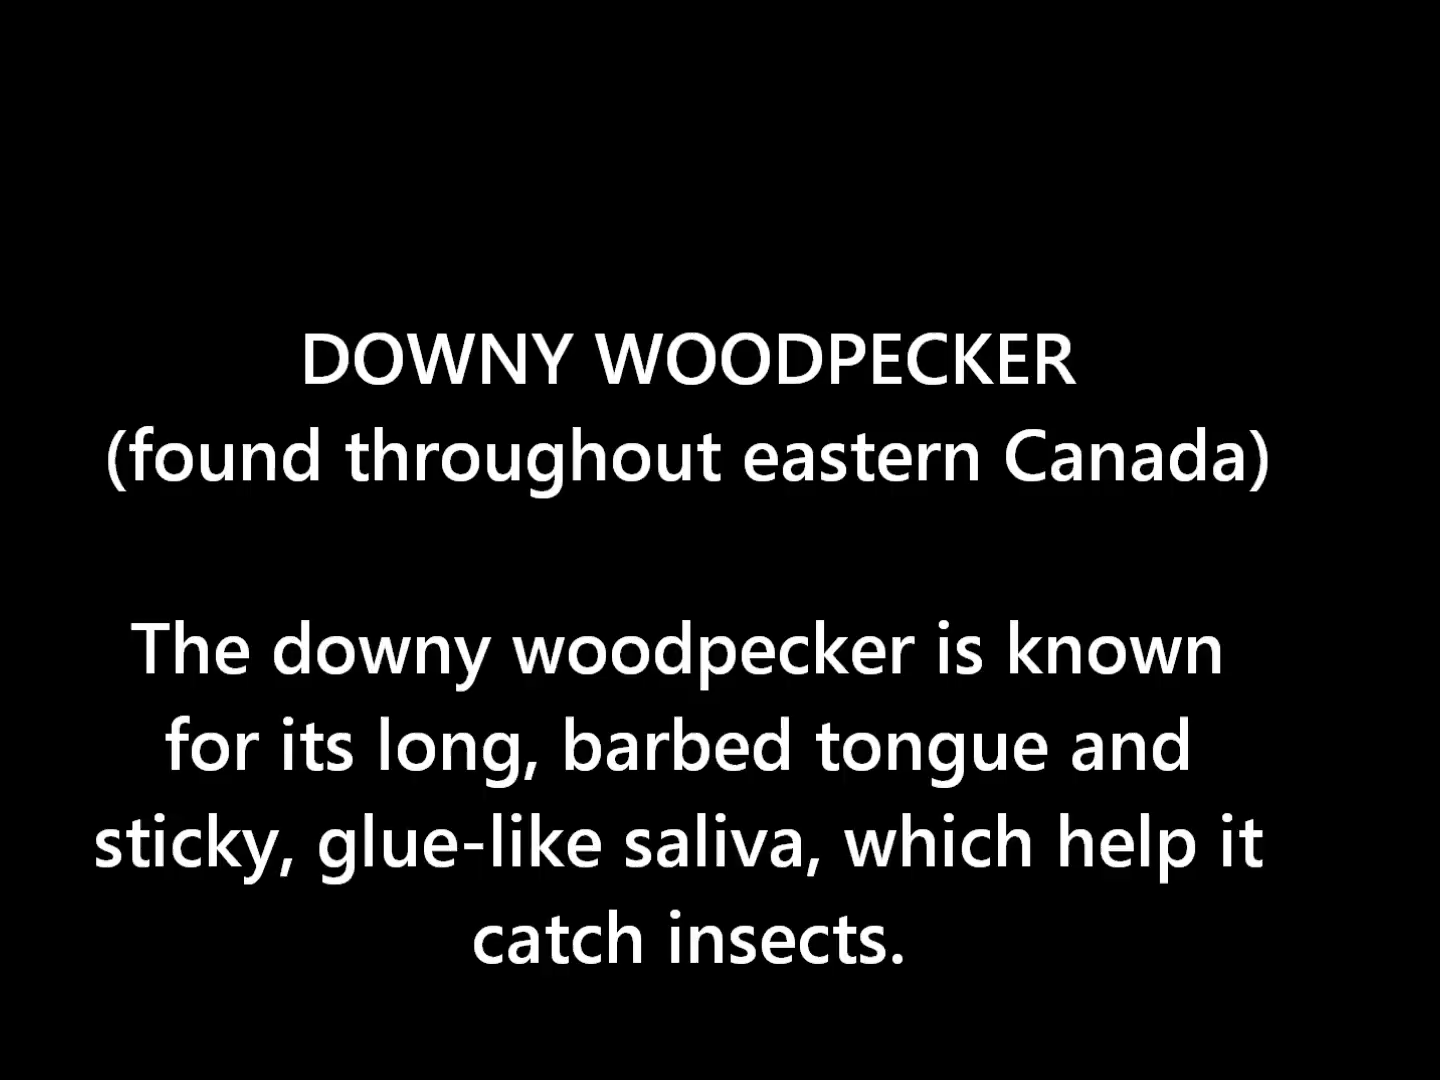 DOWNY WOODPECKER
(found throughout eastern Canada)
The downy woodpecker is known
for its long, barbed tongue and
sticky, glue-like saliva, which help it
catch insects.